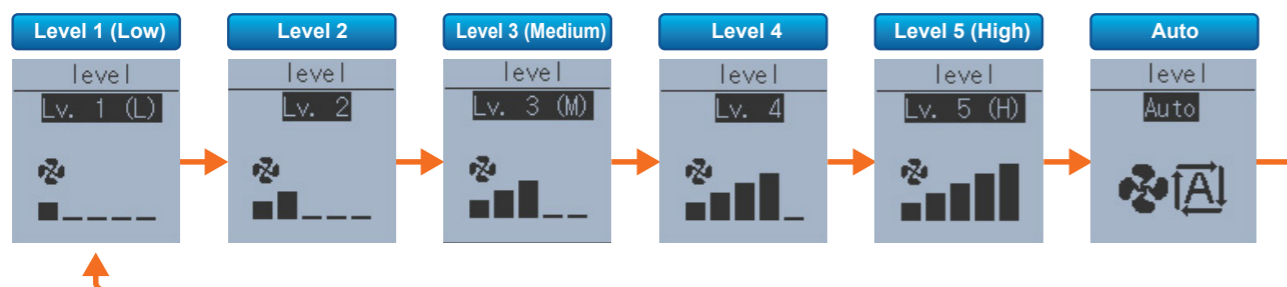 Level 1 (Low)
Level 2
Level 3 (Medium)
Level 4
Level 5 (High)
Auto
level
level
level
level
level
level
Lv. 1 (L)
Lv. 2
Lv. 3 (M)
Lv. 4
Lv. 5 (H)
Auto
A